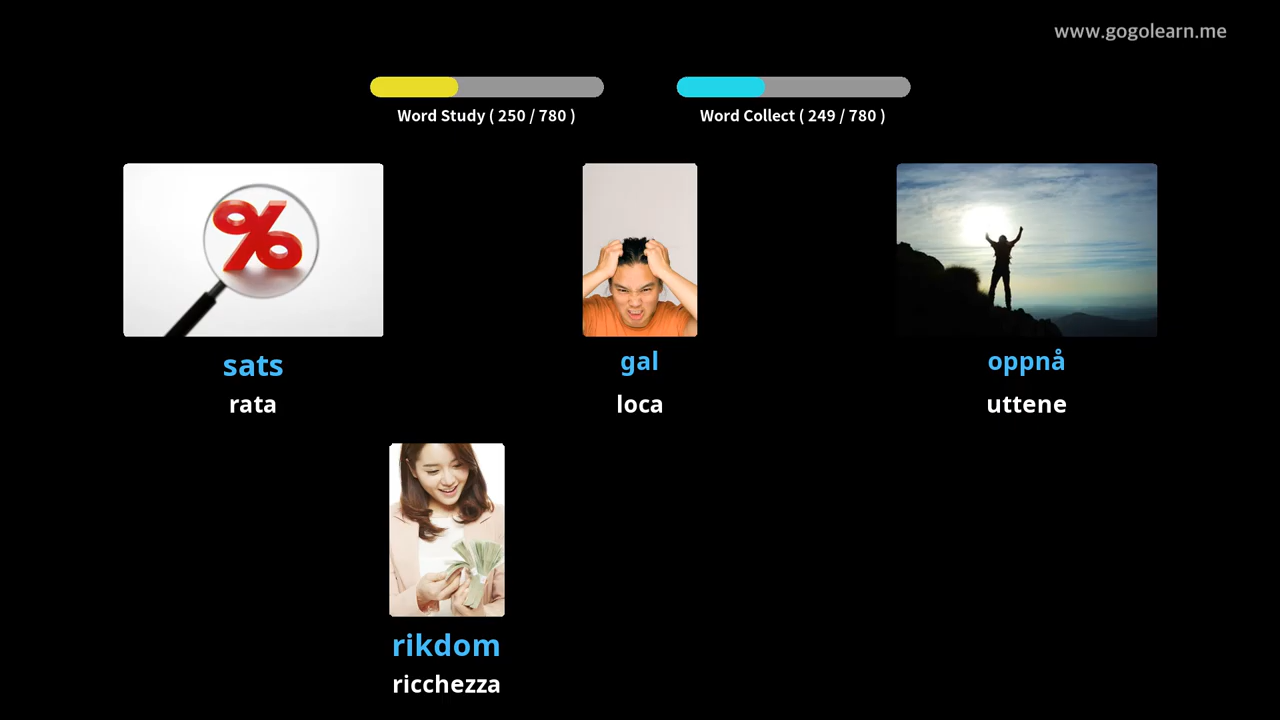 www.gogolearn.me
Word Study ( 250 / 780 )
Word Collect ( 249 / 780 )
sats
rata
gal
loca
oppnå
uttene
rikdom
ricchezza